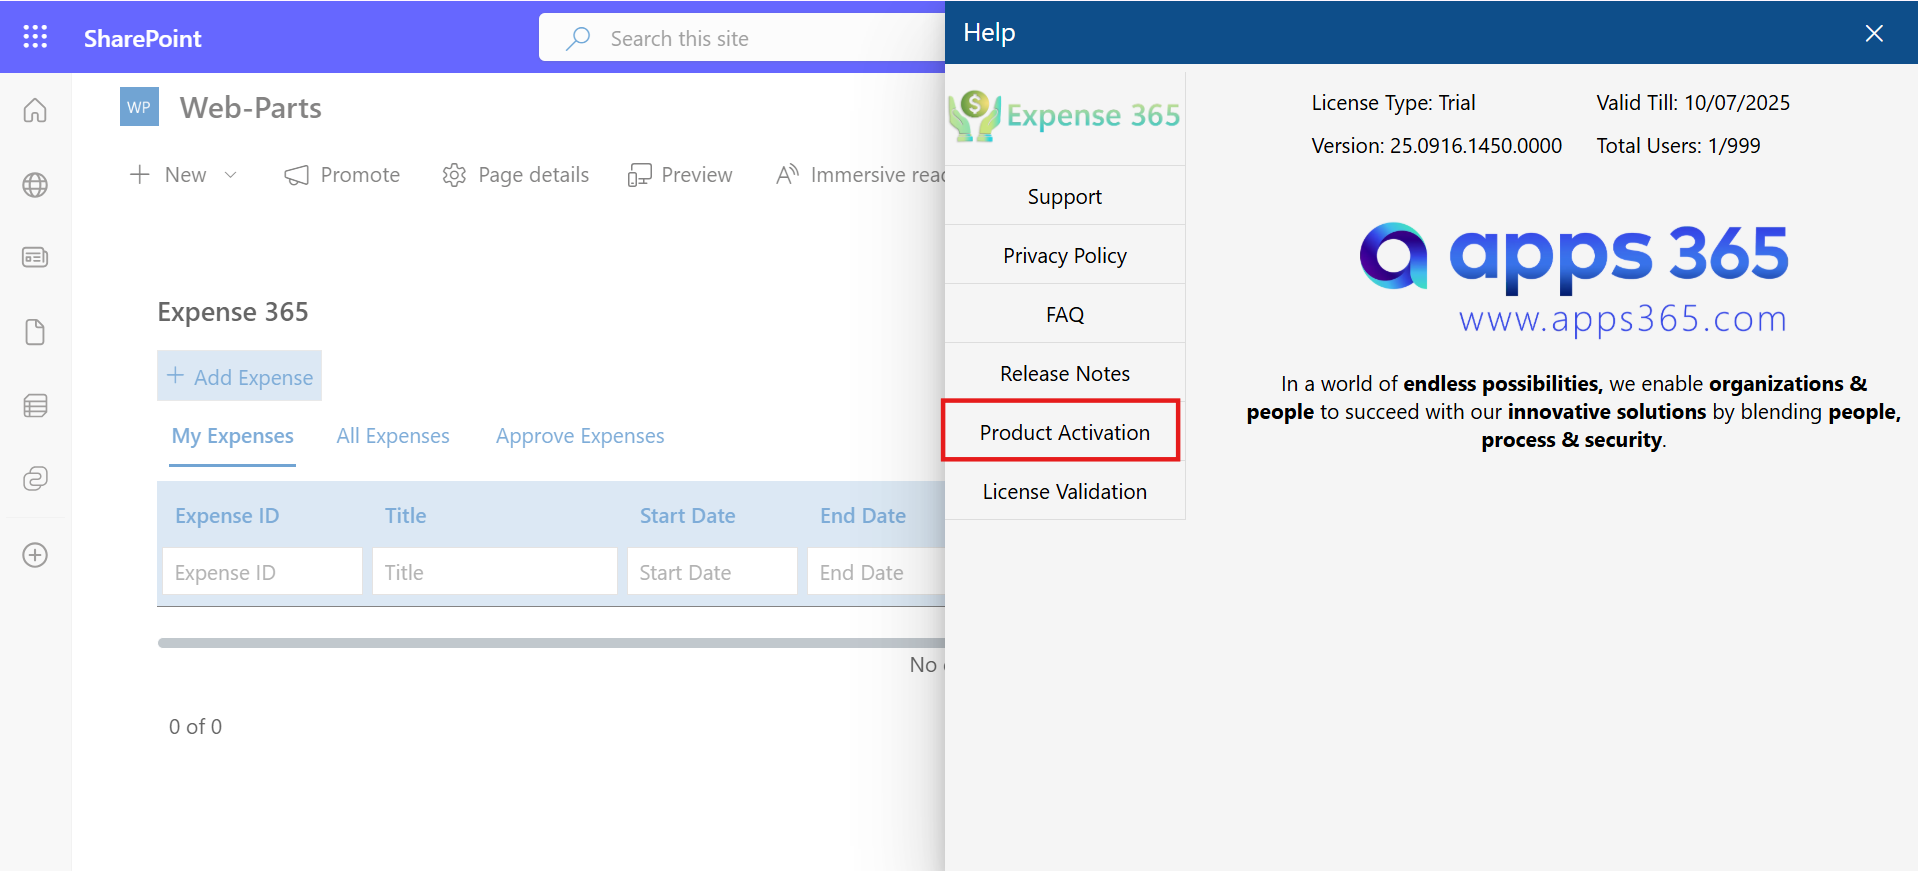 SharePoint
Search this site
WP
Web-Parts
New
Promote
Page details
Preview
Immersive
Expense 365
Add Expense
My Expenses
All Expenses
Approve Expenses
Expense ID
Title
Start Date
End Date
Expense ID
Title
Start Date
End Date
No
0 of 0
Help
Expense 365
Support
Privacy Policy
FAQ
Release Notes
Product Activation
License Validation
License Type: Trial
Valid Till: 10/07/2025
Version: 25.0916.1450.0000
Total Users: 1/999
apps 365
www.apps365.com
In a world of endless possibilities, we enable organizations &
people to succeed with our innovative solutions by blending people,
process & security.